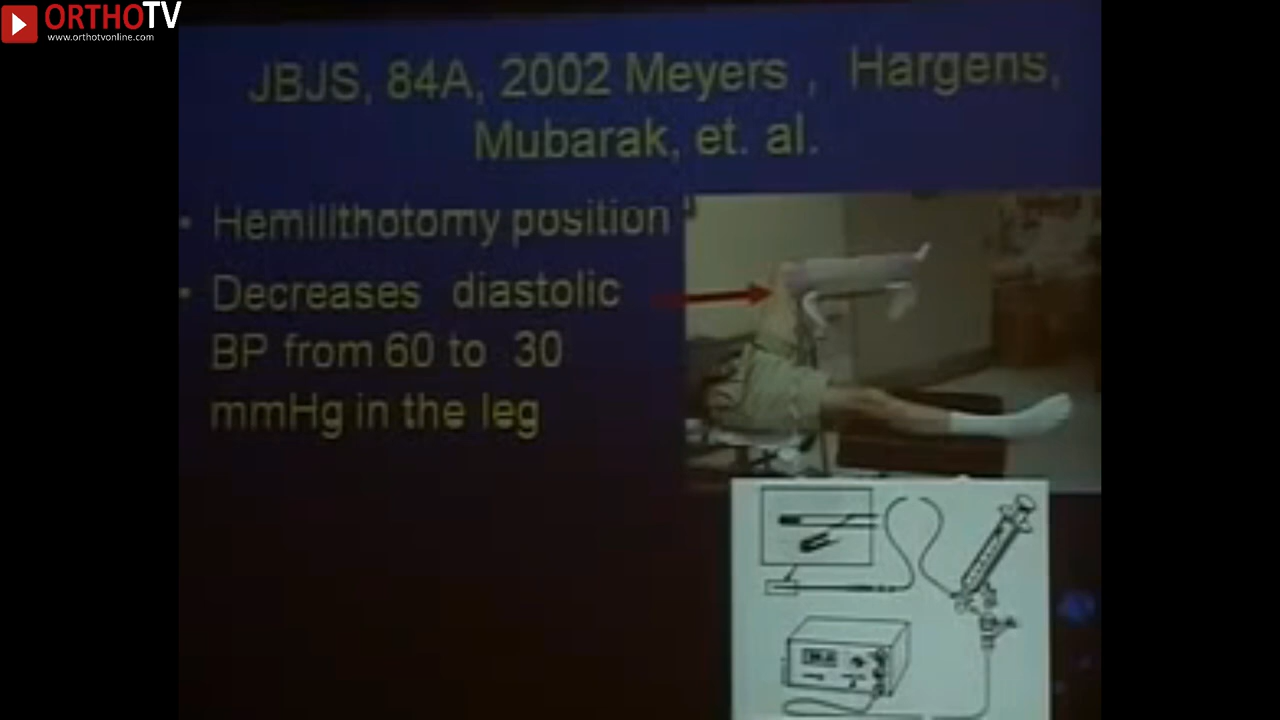 ORTHOTV
www.orthotvonline.com
JBJS, 84A, 2002 Meyers , Hargens,
Mubarak, et. al.
• Hemilithotomy position
• Decreases diastolic
BP from 60 to 30
mmHg in the leg